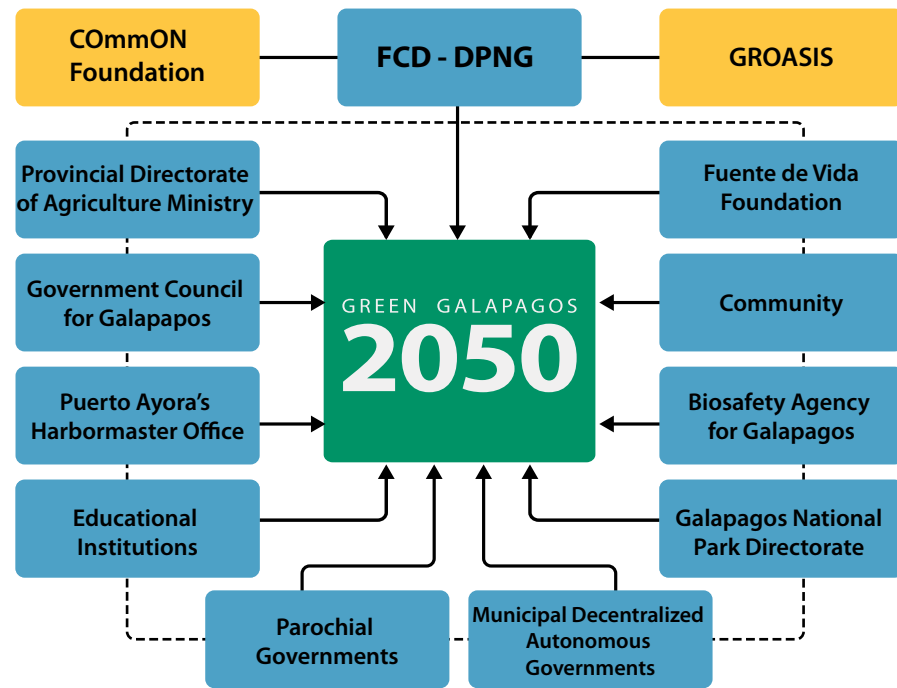 COmmON
Foundation
FCD - DPNG
GROASIS
Provincial Directorate
of Agriculture Ministry
Fuente de Vida
Foundation
Government Council
for Galapapos
GREEN GALAPAGOS
2050
Community
Puerto Ayora's
Harbormaster Office
Biosafety Agency
for Galapagos
Educational
Institutions
Galapagos National
Park Directorate
Parochial
Governments
Municipal Decentralized
Autonomous
Governments